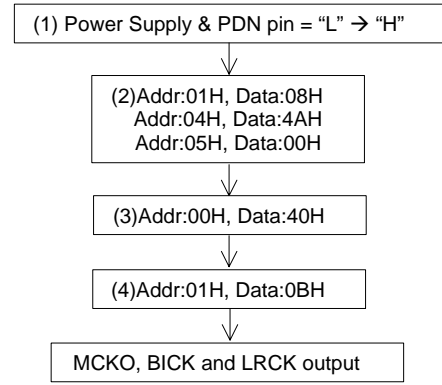 (1) Power Supply & PDN pin = “L” → “H”
(2)Addr:01H, Data:08H
Addr:04H, Data:4AH
Addr:05H, Data:00H
(3)Addr:00H, Data:40H
(4)Addr:01H, Data:0BH
MCKO, BICK and LRCK output